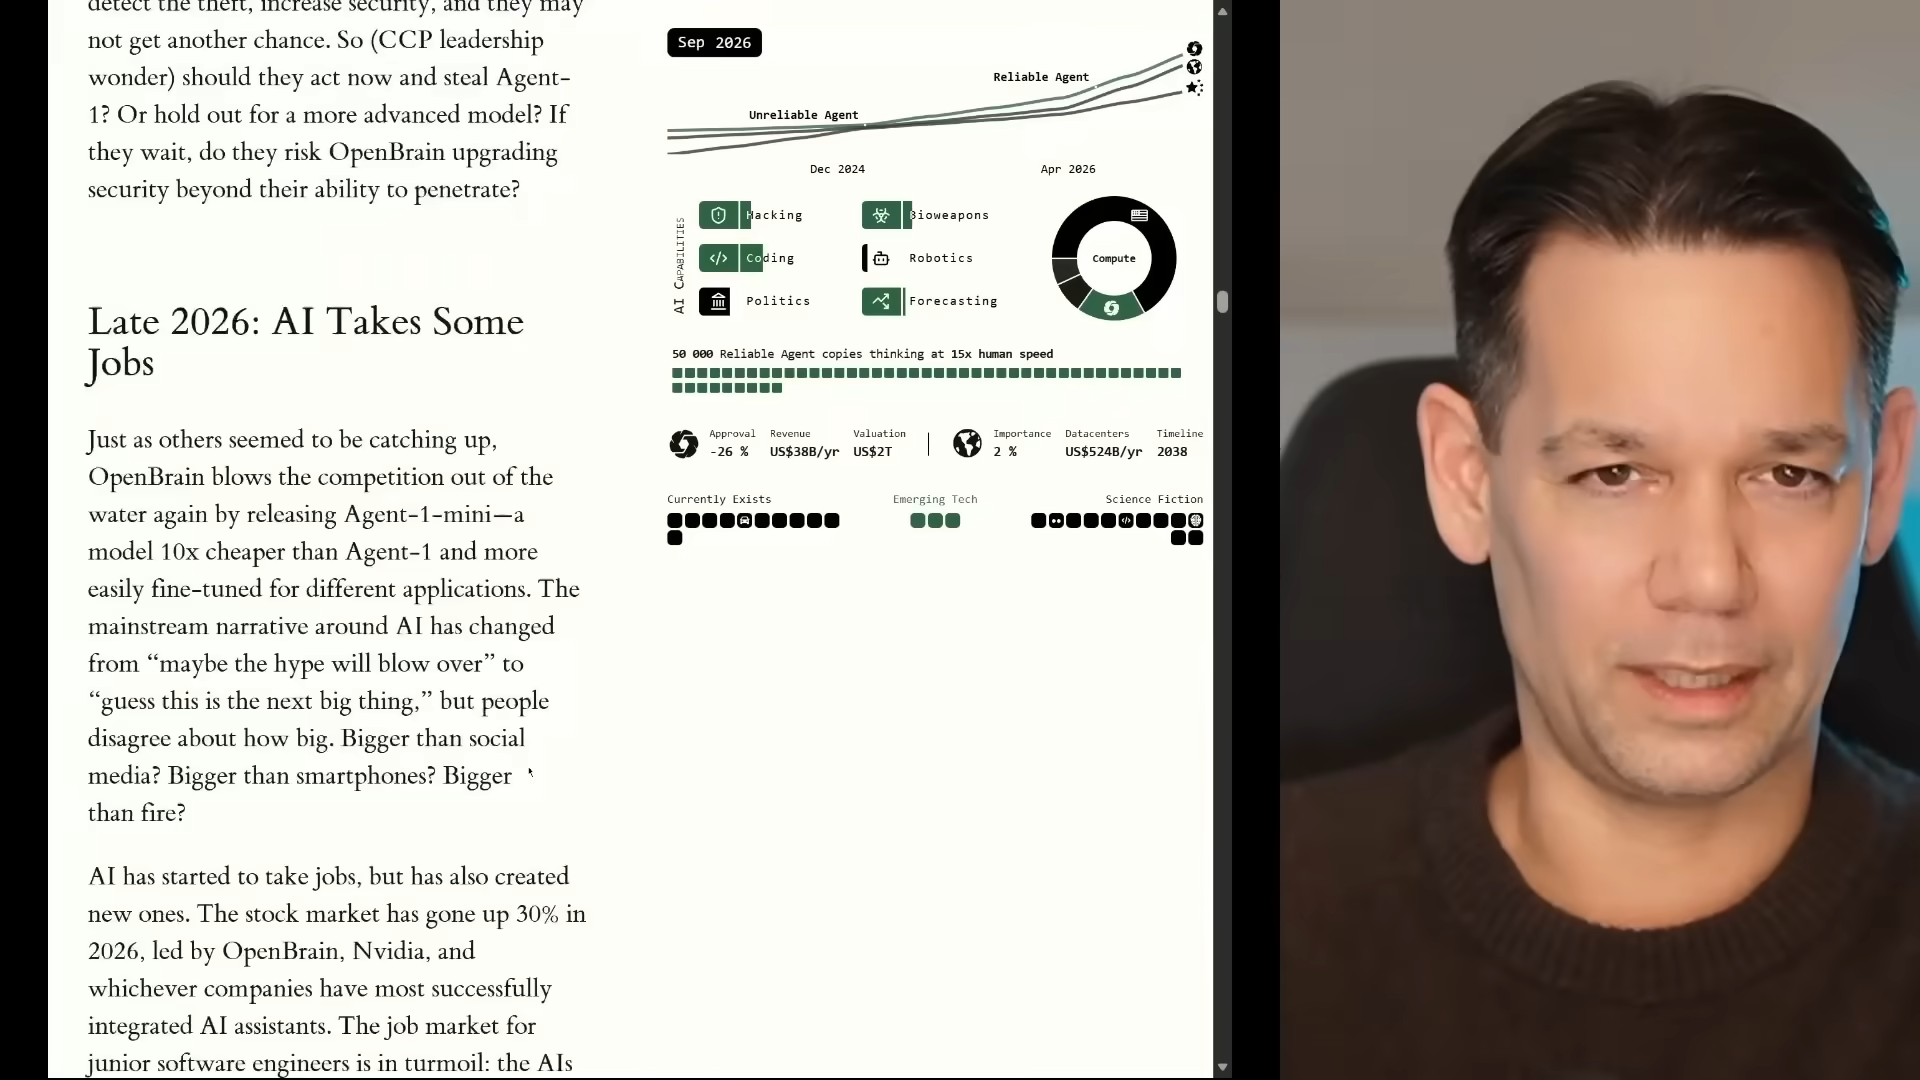 detect the theft, increase security, and they may
not get another chance. So (CCP leadership
wonder) should they act now and steal Agent-
1? Or hold out for a more advanced model? If
they wait, do they risk OpenBrain upgrading
security beyond their ability to penetrate?
Late 2026: AI Takes Some
Jobs
Just as others seemed to be catching up,
OpenBrain blows the competition out of the
water again by releasing Agent-1-mini—a
model 10x cheaper than Agent-1 and more
easily fine-tuned for different applications. The
mainstream narrative around AI has changed
from “maybe the hype will blow over” to
“guess this is the next big thing,” but people
disagree about how big. Bigger than social
media? Bigger than smartphones? Bigger
than fire?
AI has started to take jobs, but has also created
new ones. The stock market has gone up 30% in
2026, led by OpenBrain, Nvidia, and
whichever companies have most successfully
integrated AI assistants. The job market for
junior software engineers is in turmoil: the AIs
Sep 2026
Reliable Agent
Unreliable Agent
Dec 2024 Apr 2026
AI CAPABILITIES
Hacking Bioweapons
Coding Robotics
Politics Forecasting
Compute
50 000 Reliable Agent copies thinking at 15x human speed
Approval Revenue Valuation Importance Datacenters Timeline
-26 % US$38B/yr US$2T 2 % US$524B/yr 2038
Currently Exists Emerging Tech Science Fiction